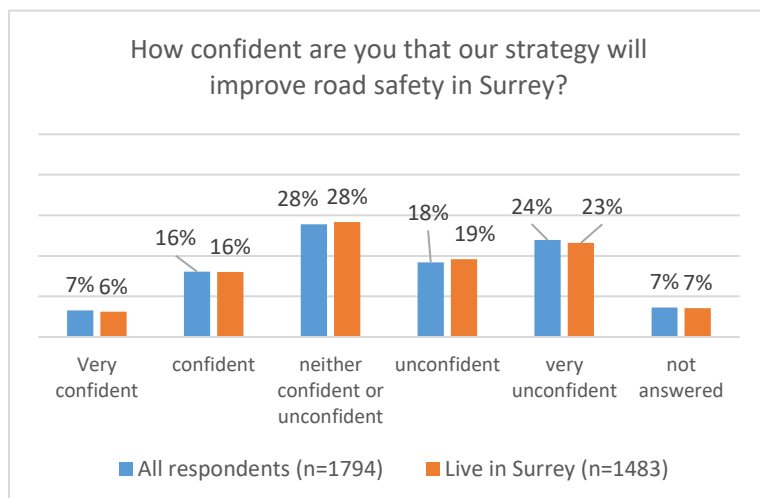 How confident are you that our strategy will
improve road safety in Surrey?
7% 6%
16% 16%
28% 28%
18% 19%
24% 23%
7% 7%
Very
confident
confident
neither
confident or
unconfident
unconfident
very
unconfident
not
answered
All respondents (n=1794) Live in Surrey (n=1483)